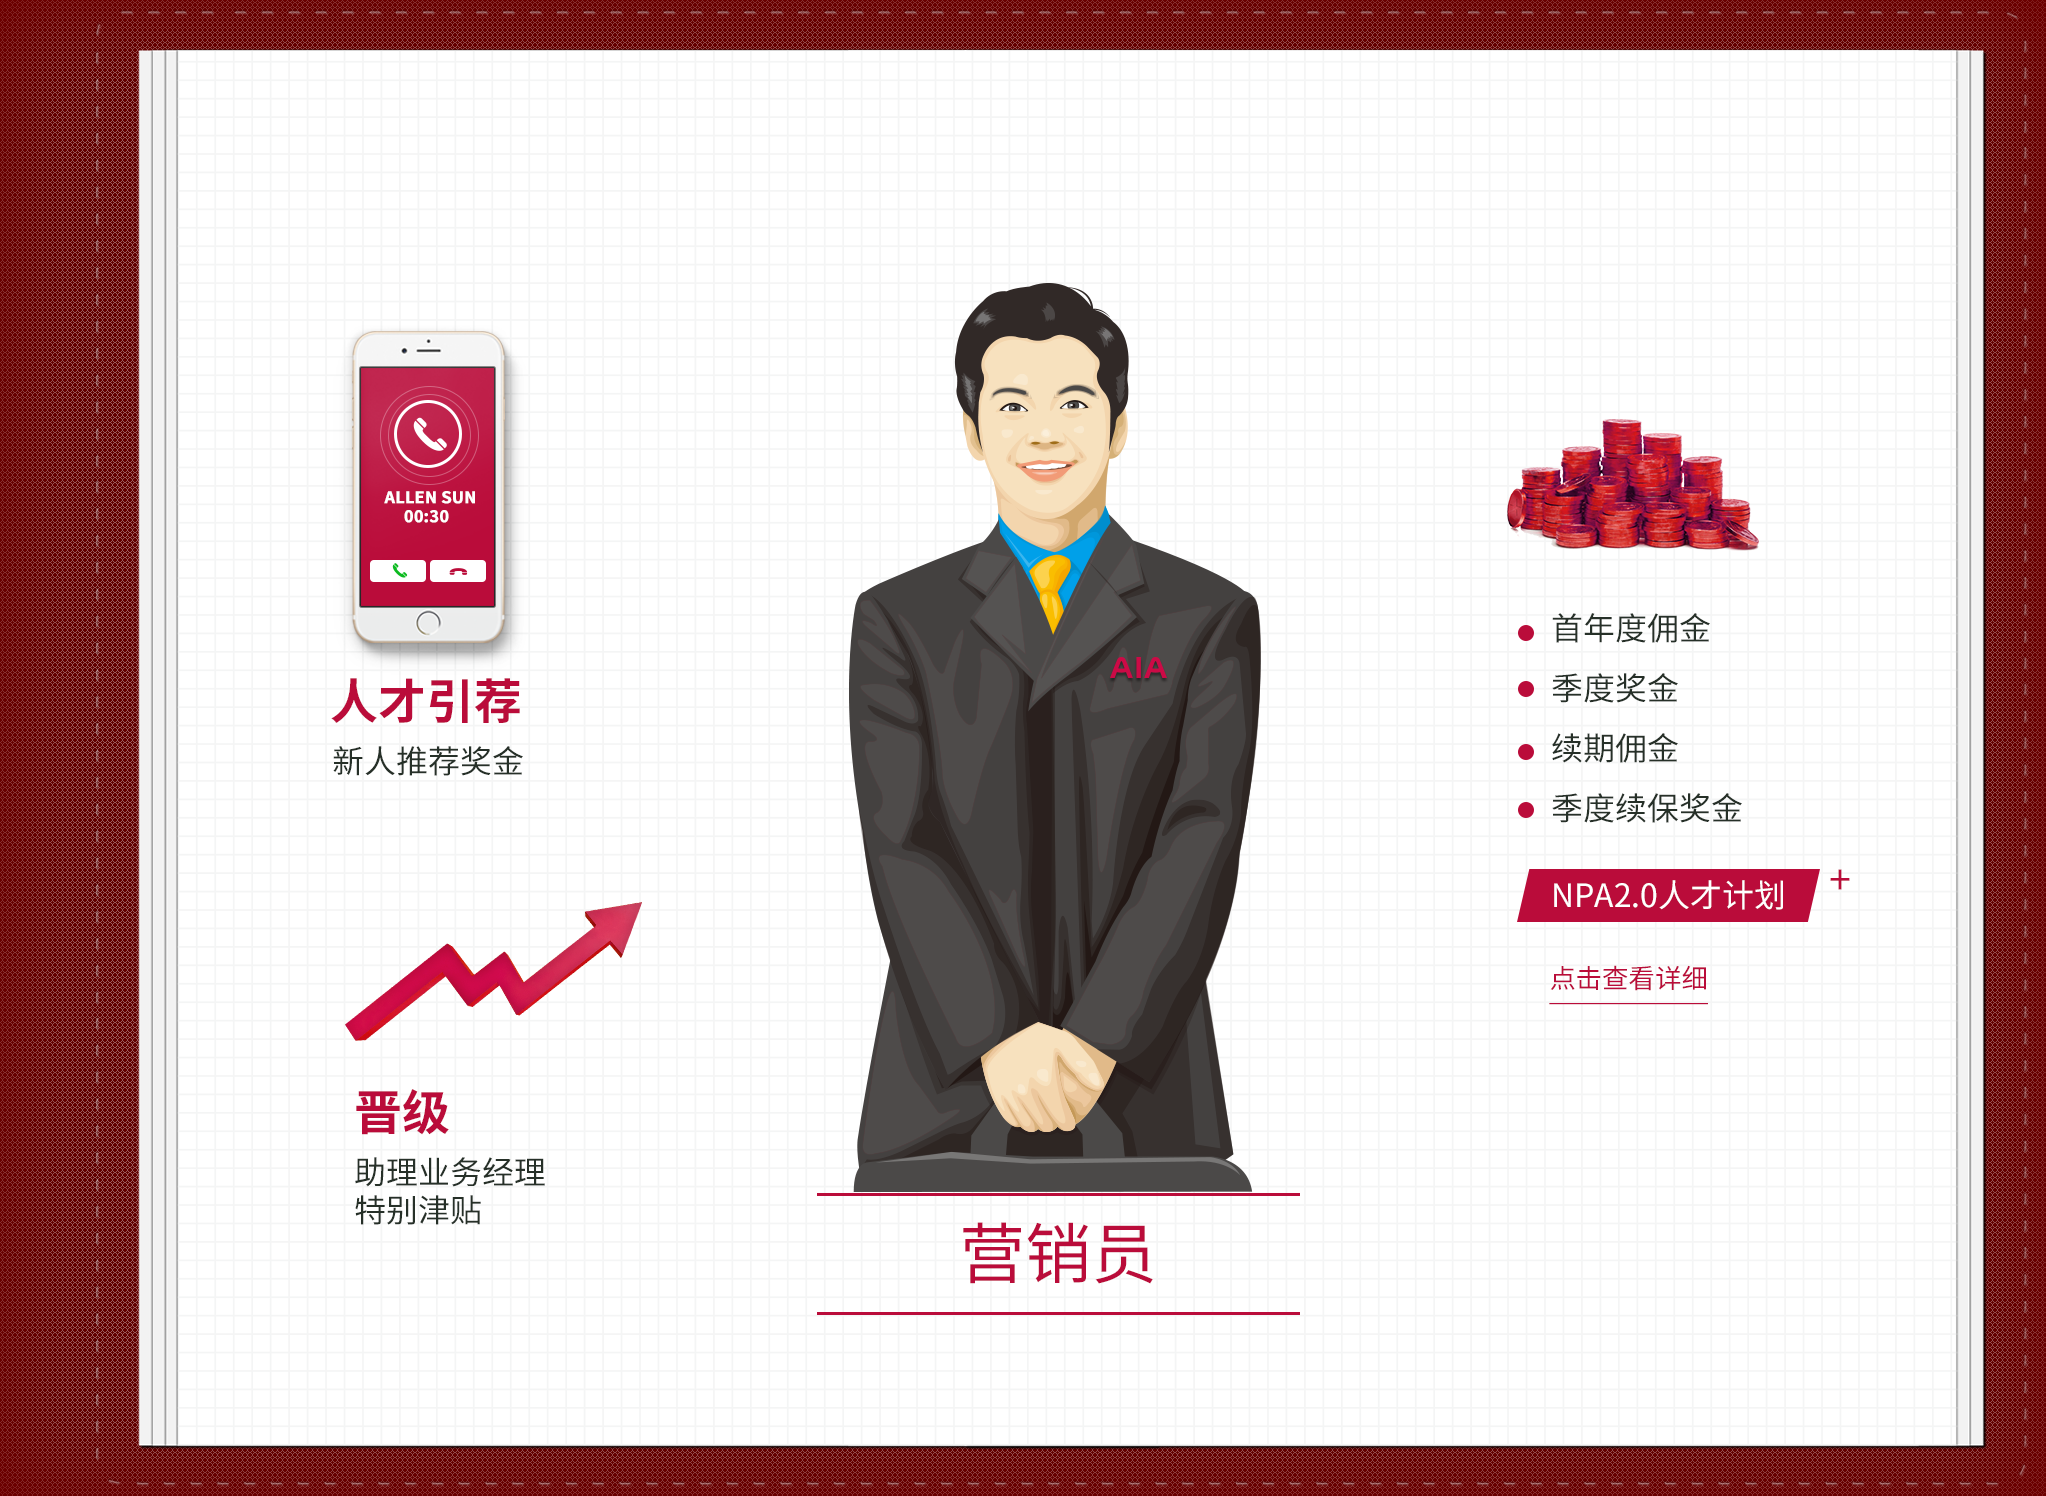 ALLEN SUN
00:30
人才引荐
新人推荐奖金
晋级
助理业务经理
特别津贴
AIA
营销员
首年度佣金
季度奖金
续期佣金
季度续保奖金
NPA2.0人才计划
+
点击查看详细